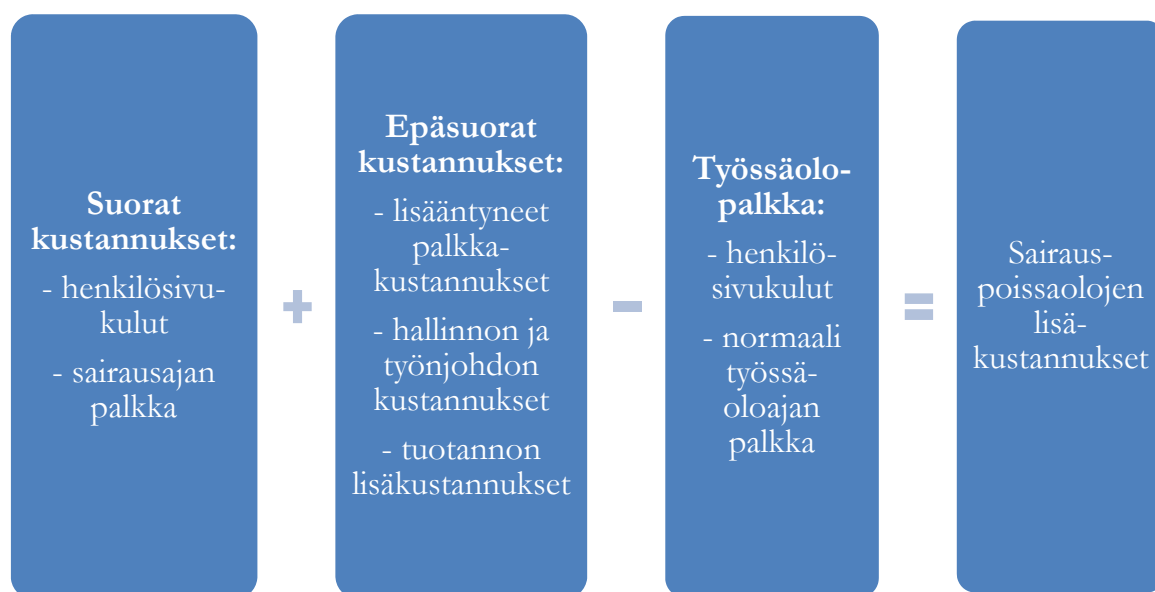 Suorat
kustannukset:
- henkilösivu-
kulut
- sairausajan
palkka
+
Epäsuorat
kustannukset:
- lisääntyneet
palkka-
kustannukset
- hallinnon ja
työnjohdon
kustannukset
- tuotannon
lisäkustannukset
-
Työssäolo-
palkka:
- henkilö-
sivukulut
- normaali
työssä-
oloajan
palkka
=
Sairaus-
poissaolojen
lisä-
kustannukset